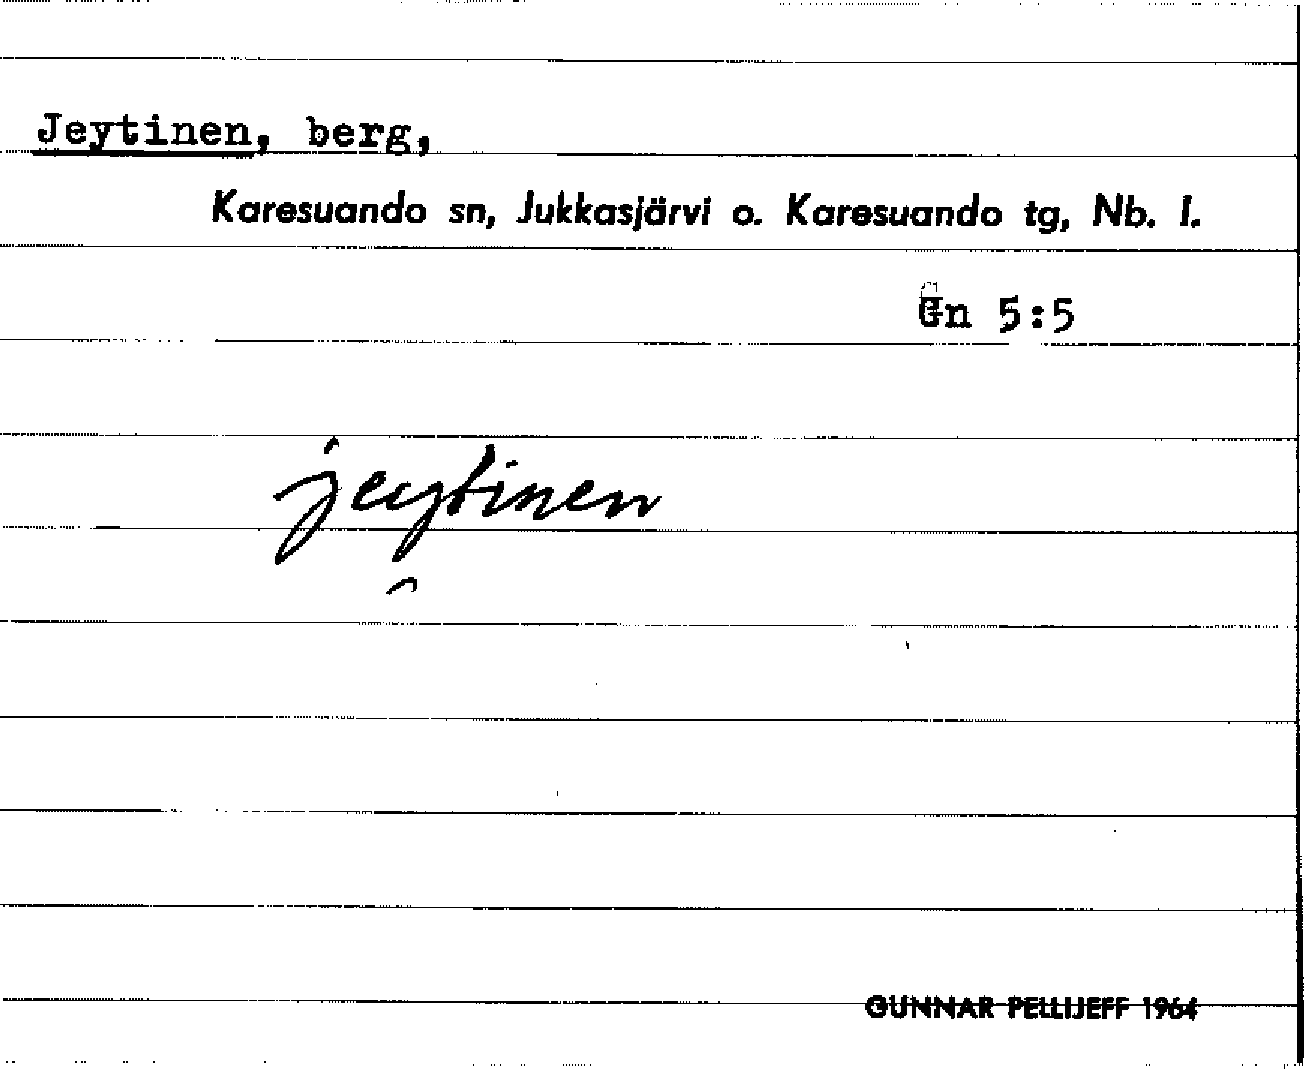 Jeytinen, berg,
Karesuando sn, Jukkasjärvi o. Karesuando tg, Nb. l.
Gn 5:5
jeytinen
GUNNAR PELLIJEFF 1964